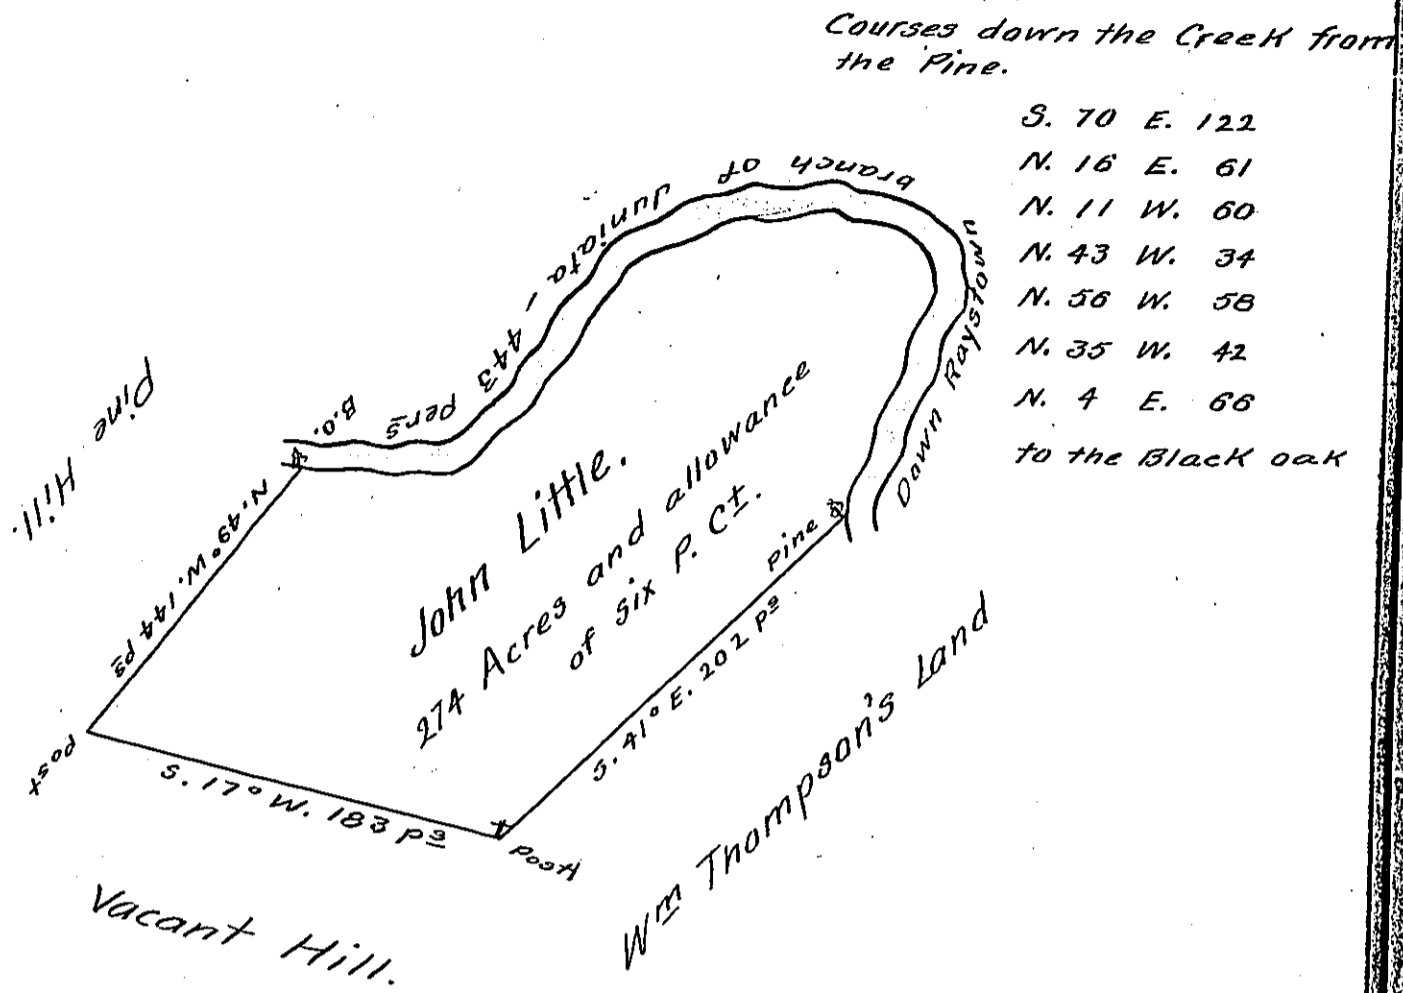 Courses down the Creek from
the Pine.
S. 70 E. 122
N. 16 E. 61
N. 11 W. 60
N. 43 W. 34
N. 56 W. 58
N. 35 W. 42
N. 4 E. 66
to the Black oak
Down Raystown
branch of Juniata - 443 pers
B.O.
Pine Hill.
N. 49° W. 144 ps
John Little.
274 Acres and allowance
of six P. Ct.
Pine
S. 41° E. 202 ps
post
S. 17° W. 183 ps
Post
Wm Thompson's Land
Vacant Hill.